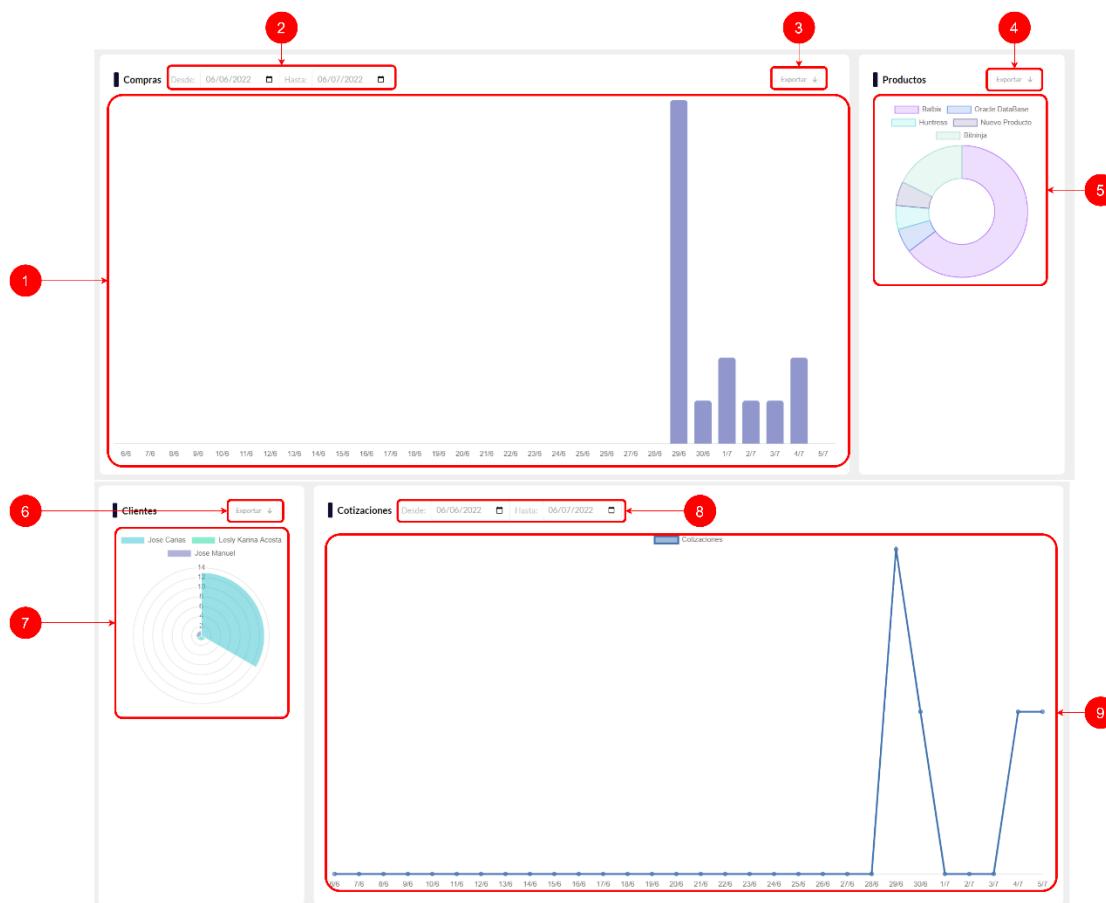 2
3
4
Compras Desde: 06/06/2022 Hasta: 06/07/2022 Exportar ↓
Productos Exportar ↓
Balbix Oracle DataBase
Huntress Nuevo Producto
Bitninja
5
1
6/6 7/6 8/6 9/6 10/6 11/6 12/6 13/6 14/6 15/6 16/6 17/6 18/6 19/6 20/6 21/6 22/6 23/6 24/6 25/6 26/6 27/6 28/6 29/6 30/6 1/7 2/7 3/7 4/7 5/7
6
Clientes Exportar ↓
Cotizaciones Desde: 06/06/2022 Hasta: 06/07/2022
8
Jose Canas Lesly Karina Acosta
Jose Manuel
14
12
10
8
6
4
2
7
Cotizaciones
9
6/6 7/6 8/6 9/6 10/6 11/6 12/6 13/6 14/6 15/6 16/6 17/6 18/6 19/6 20/6 21/6 22/6 23/6 24/6 25/6 26/6 27/6 28/6 29/6 30/6 1/7 2/7 3/7 4/7 5/7